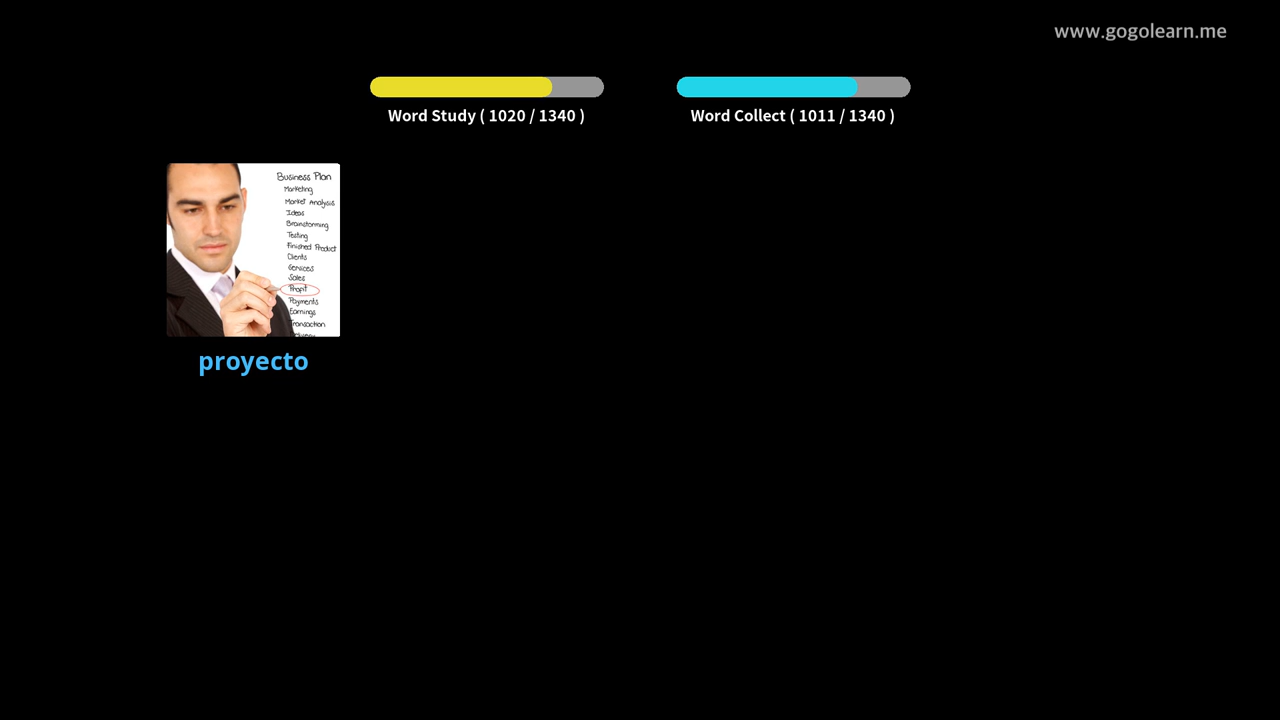 www.gogolearn.me
Word Study ( 1020 / 1340 )
Word Collect ( 1011 / 1340 )
Business Plan
Marketing
Market Analysis
Ideas
Brainstorming
Testing
Finished Product
Clients
Services
Sales
Profit
Payments
Earnings
Transaction
proyecto